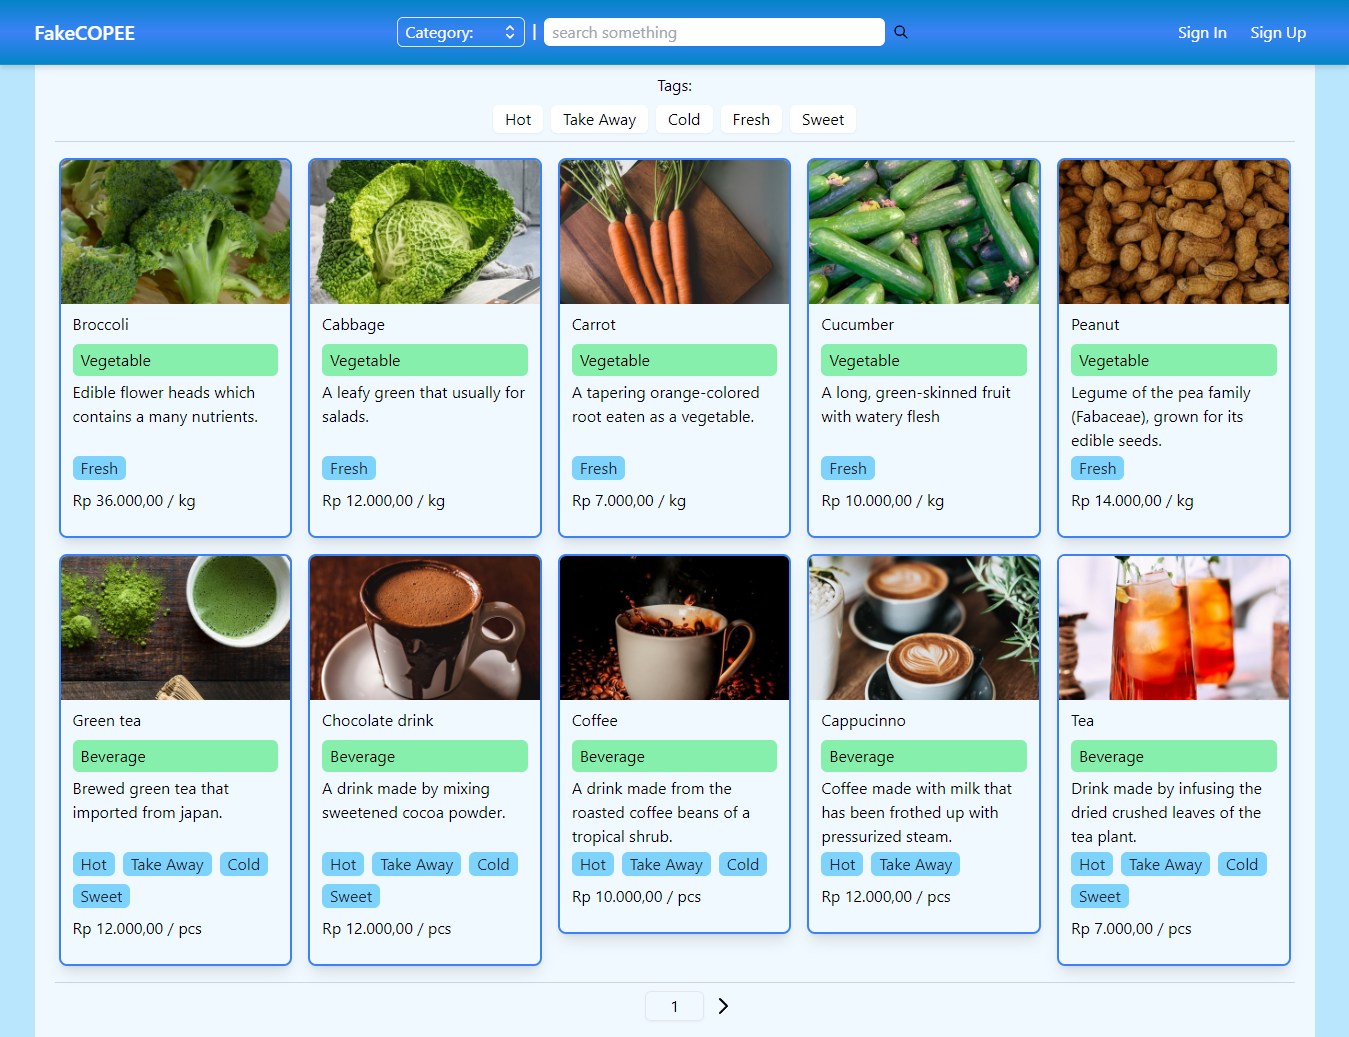 FakeCOPEE
Category:
search something
Sign In
Sign Up
Tags:
Hot
Take Away
Cold
Fresh
Sweet
Broccoli
Vegetable
Edible flower heads which
contains a many nutrients.
Fresh
Rp 36.000,00 / kg
Cabbage
Vegetable
A leafy green that usually for
salads.
Fresh
Rp 12.000,00 / kg
Carrot
Vegetable
A tapering orange-colored
root eaten as a vegetable.
Fresh
Rp 7.000,00 / kg
Cucumber
Vegetable
A long, green-skinned fruit
with watery flesh
Fresh
Rp 10.000,00 / kg
Peanut
Vegetable
Legume of the pea family
(Fabaceae), grown for its
edible seeds.
Fresh
Rp 14.000,00 / kg
Green tea
Beverage
Brewed green tea that
imported from japan.
Hot Take Away Cold
Sweet
Rp 12.000,00 / pcs
Chocolate drink
Beverage
A drink made by mixing
sweetened cocoa powder.
Hot Take Away Cold
Sweet
Rp 12.000,00 / pcs
Coffee
Beverage
A drink made from the
roasted coffee beans of a
tropical shrub.
Hot Take Away Cold
Rp 10.000,00 / pcs
Cappucinno
Beverage
Coffee made with milk that
has been frothed up with
pressurized steam.
Hot Take Away
Rp 12.000,00 / pcs
Tea
Beverage
Drink made by infusing the
dried crushed leaves of the
tea plant.
Hot Take Away Cold
Sweet
Rp 7.000,00 / pcs
1